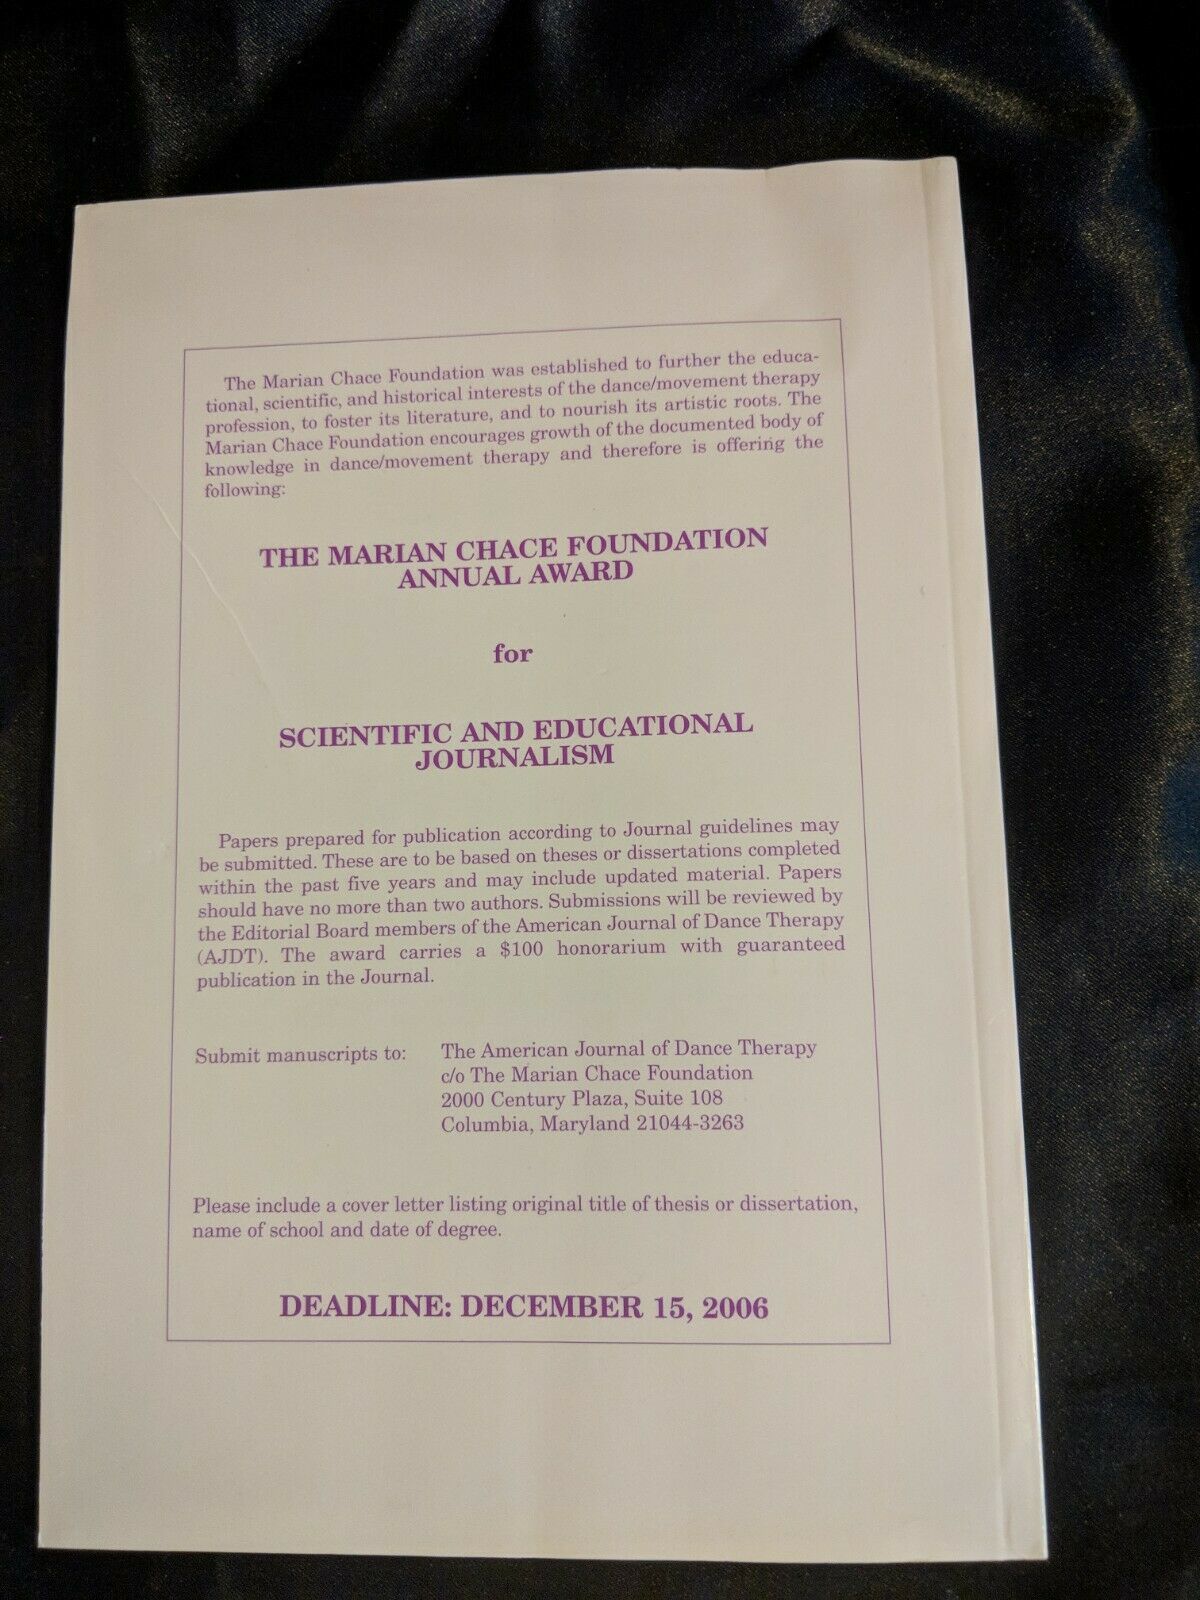 The Marian Chace Foundation was established to further the educa-
tional, scientific, and historical interests of the dance/movement therapy
profession, to foster its literature, and to nourish its artistic roots. The
Marian Chace Foundation encourages growth of the documented body of
knowledge in dance/movement therapy and therefore is offering the
following:
THE MARIAN CHACE FOUNDATION
ANNUAL AWARD
for
SCIENTIFIC AND EDUCATIONAL
JOURNALISM
Papers prepared for publication according to Journal guidelines may
be submitted. These are to be based on theses or dissertations completed
within the past five years and may include updated material. Papers
should have no more than two authors. Submissions will be reviewed by
the Editorial Board members of the American Journal of Dance Therapy
(AJDT). The award carries a $100 honorarium with guaranteed
publication in the Journal.
Submit manuscripts to: The American Journal of Dance Therapy
c/o The Marian Chace Foundation
2000 Century Plaza, Suite 108
Columbia, Maryland 21044-3263
Please include a cover letter listing original title of thesis or dissertation,
name of school and date of degree.
DEADLINE: DECEMBER 15, 2006